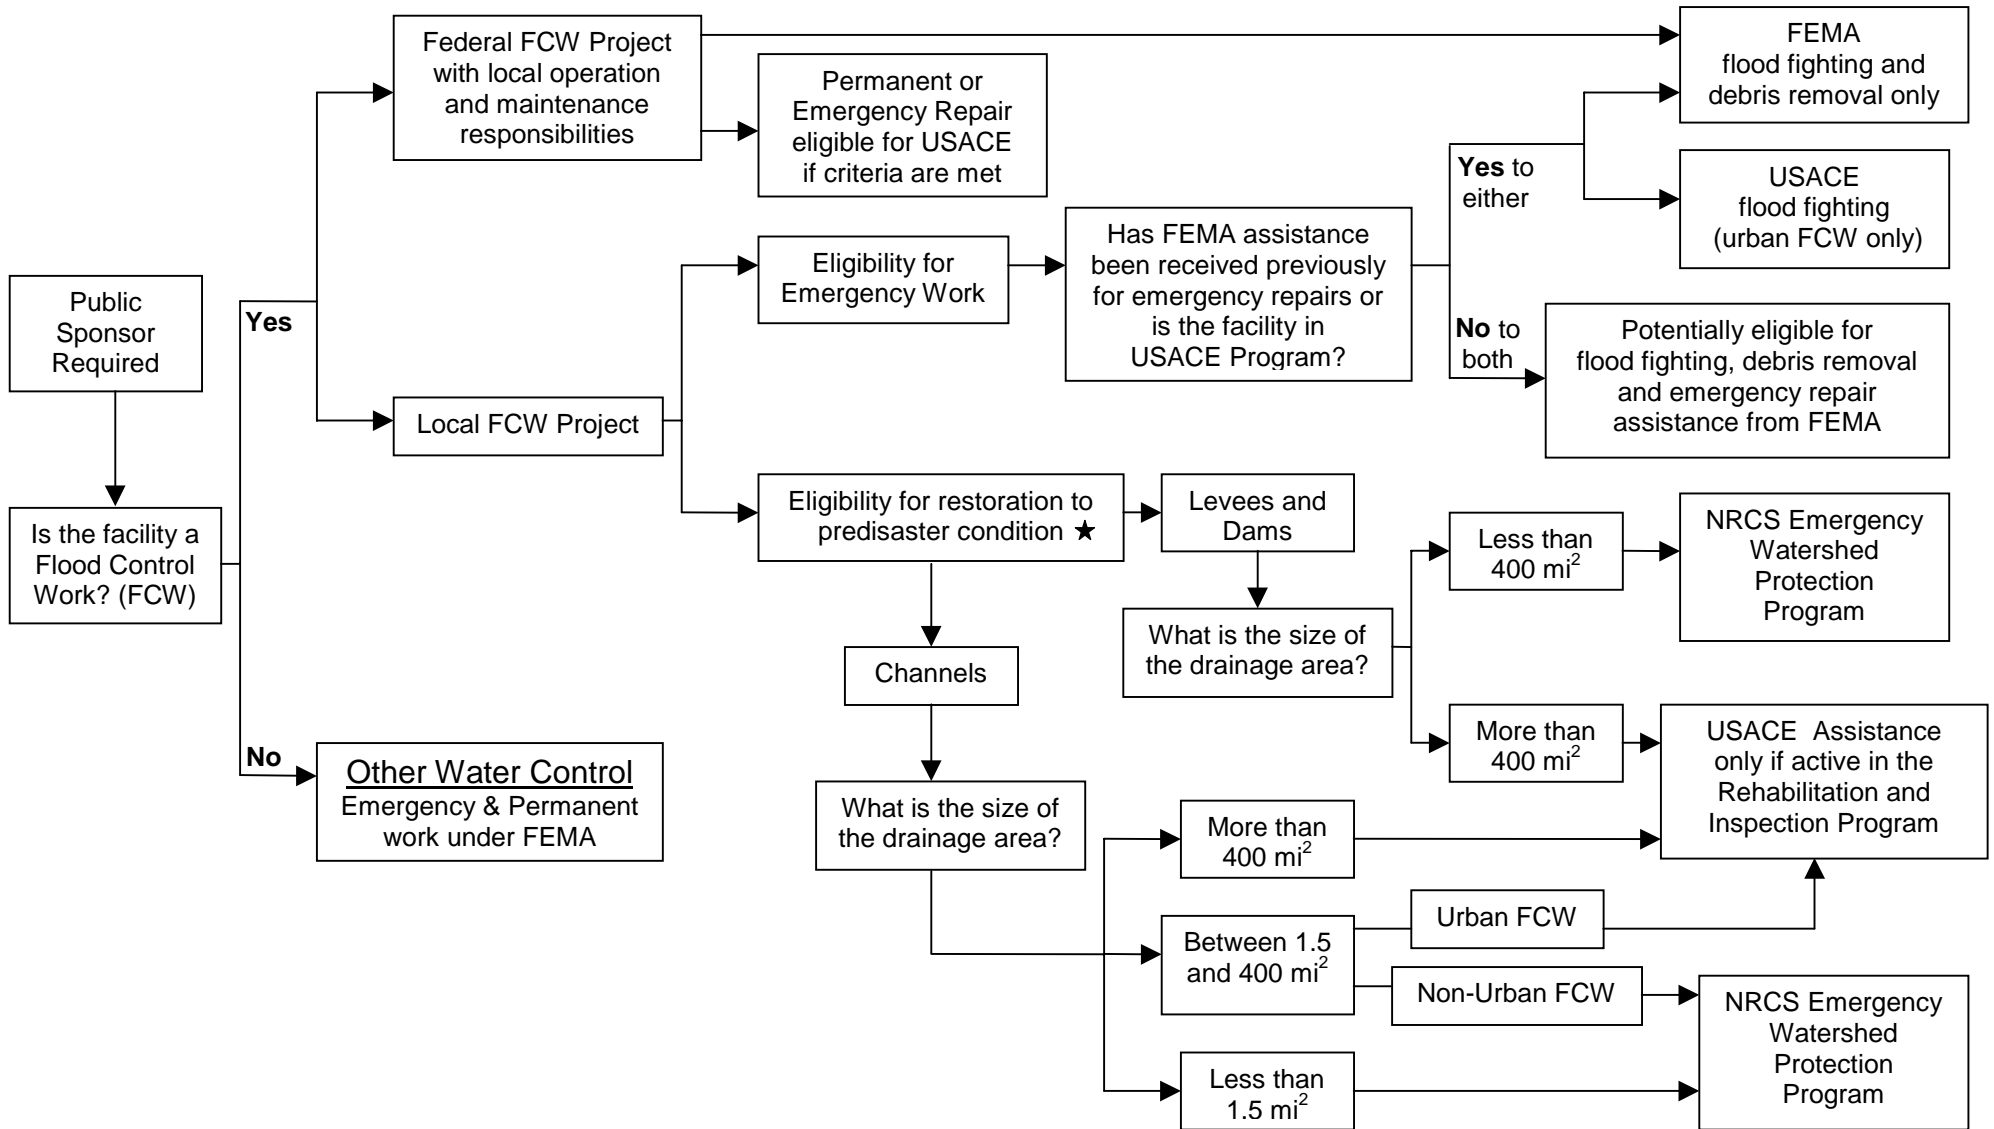 Federal FCW Project
with local operation
and maintenance
responsibilities
Permanent or
Emergency Repair
eligible for USACE
if criteria are met
FEMA
flood fighting and
debris removal only
Yes to
either
USACE
flood fighting
(urban FCW only)
Public
Sponsor
Required
Yes
Eligibility for
Emergency Work
Has FEMA assistance
been received previously
for emergency repairs or
is the facility in
USACE Program?
No to
both
Potentially eligible for
flood fighting, debris removal
and emergency repair
assistance from FEMA
Local FCW Project
Is the facility a
Flood Control
Work? (FCW)
Eligibility for restoration to
predisaster condition ★
Levees and
Dams
Less than
400 mi²
NRCS Emergency
Watershed
Protection
Program
What is the size of
the drainage area?
Channels
More than
400 mi²
USACE Assistance
only if active in the
Rehabilitation and
Inspection Program
No
Other Water Control
Emergency & Permanent
work under FEMA
What is the size of
the drainage area?
More than
400 mi²
Urban FCW
Between 1.5
and 400 mi²
Non-Urban FCW
NRCS Emergency
Watershed
Protection
Program
Less than
1.5 mi²